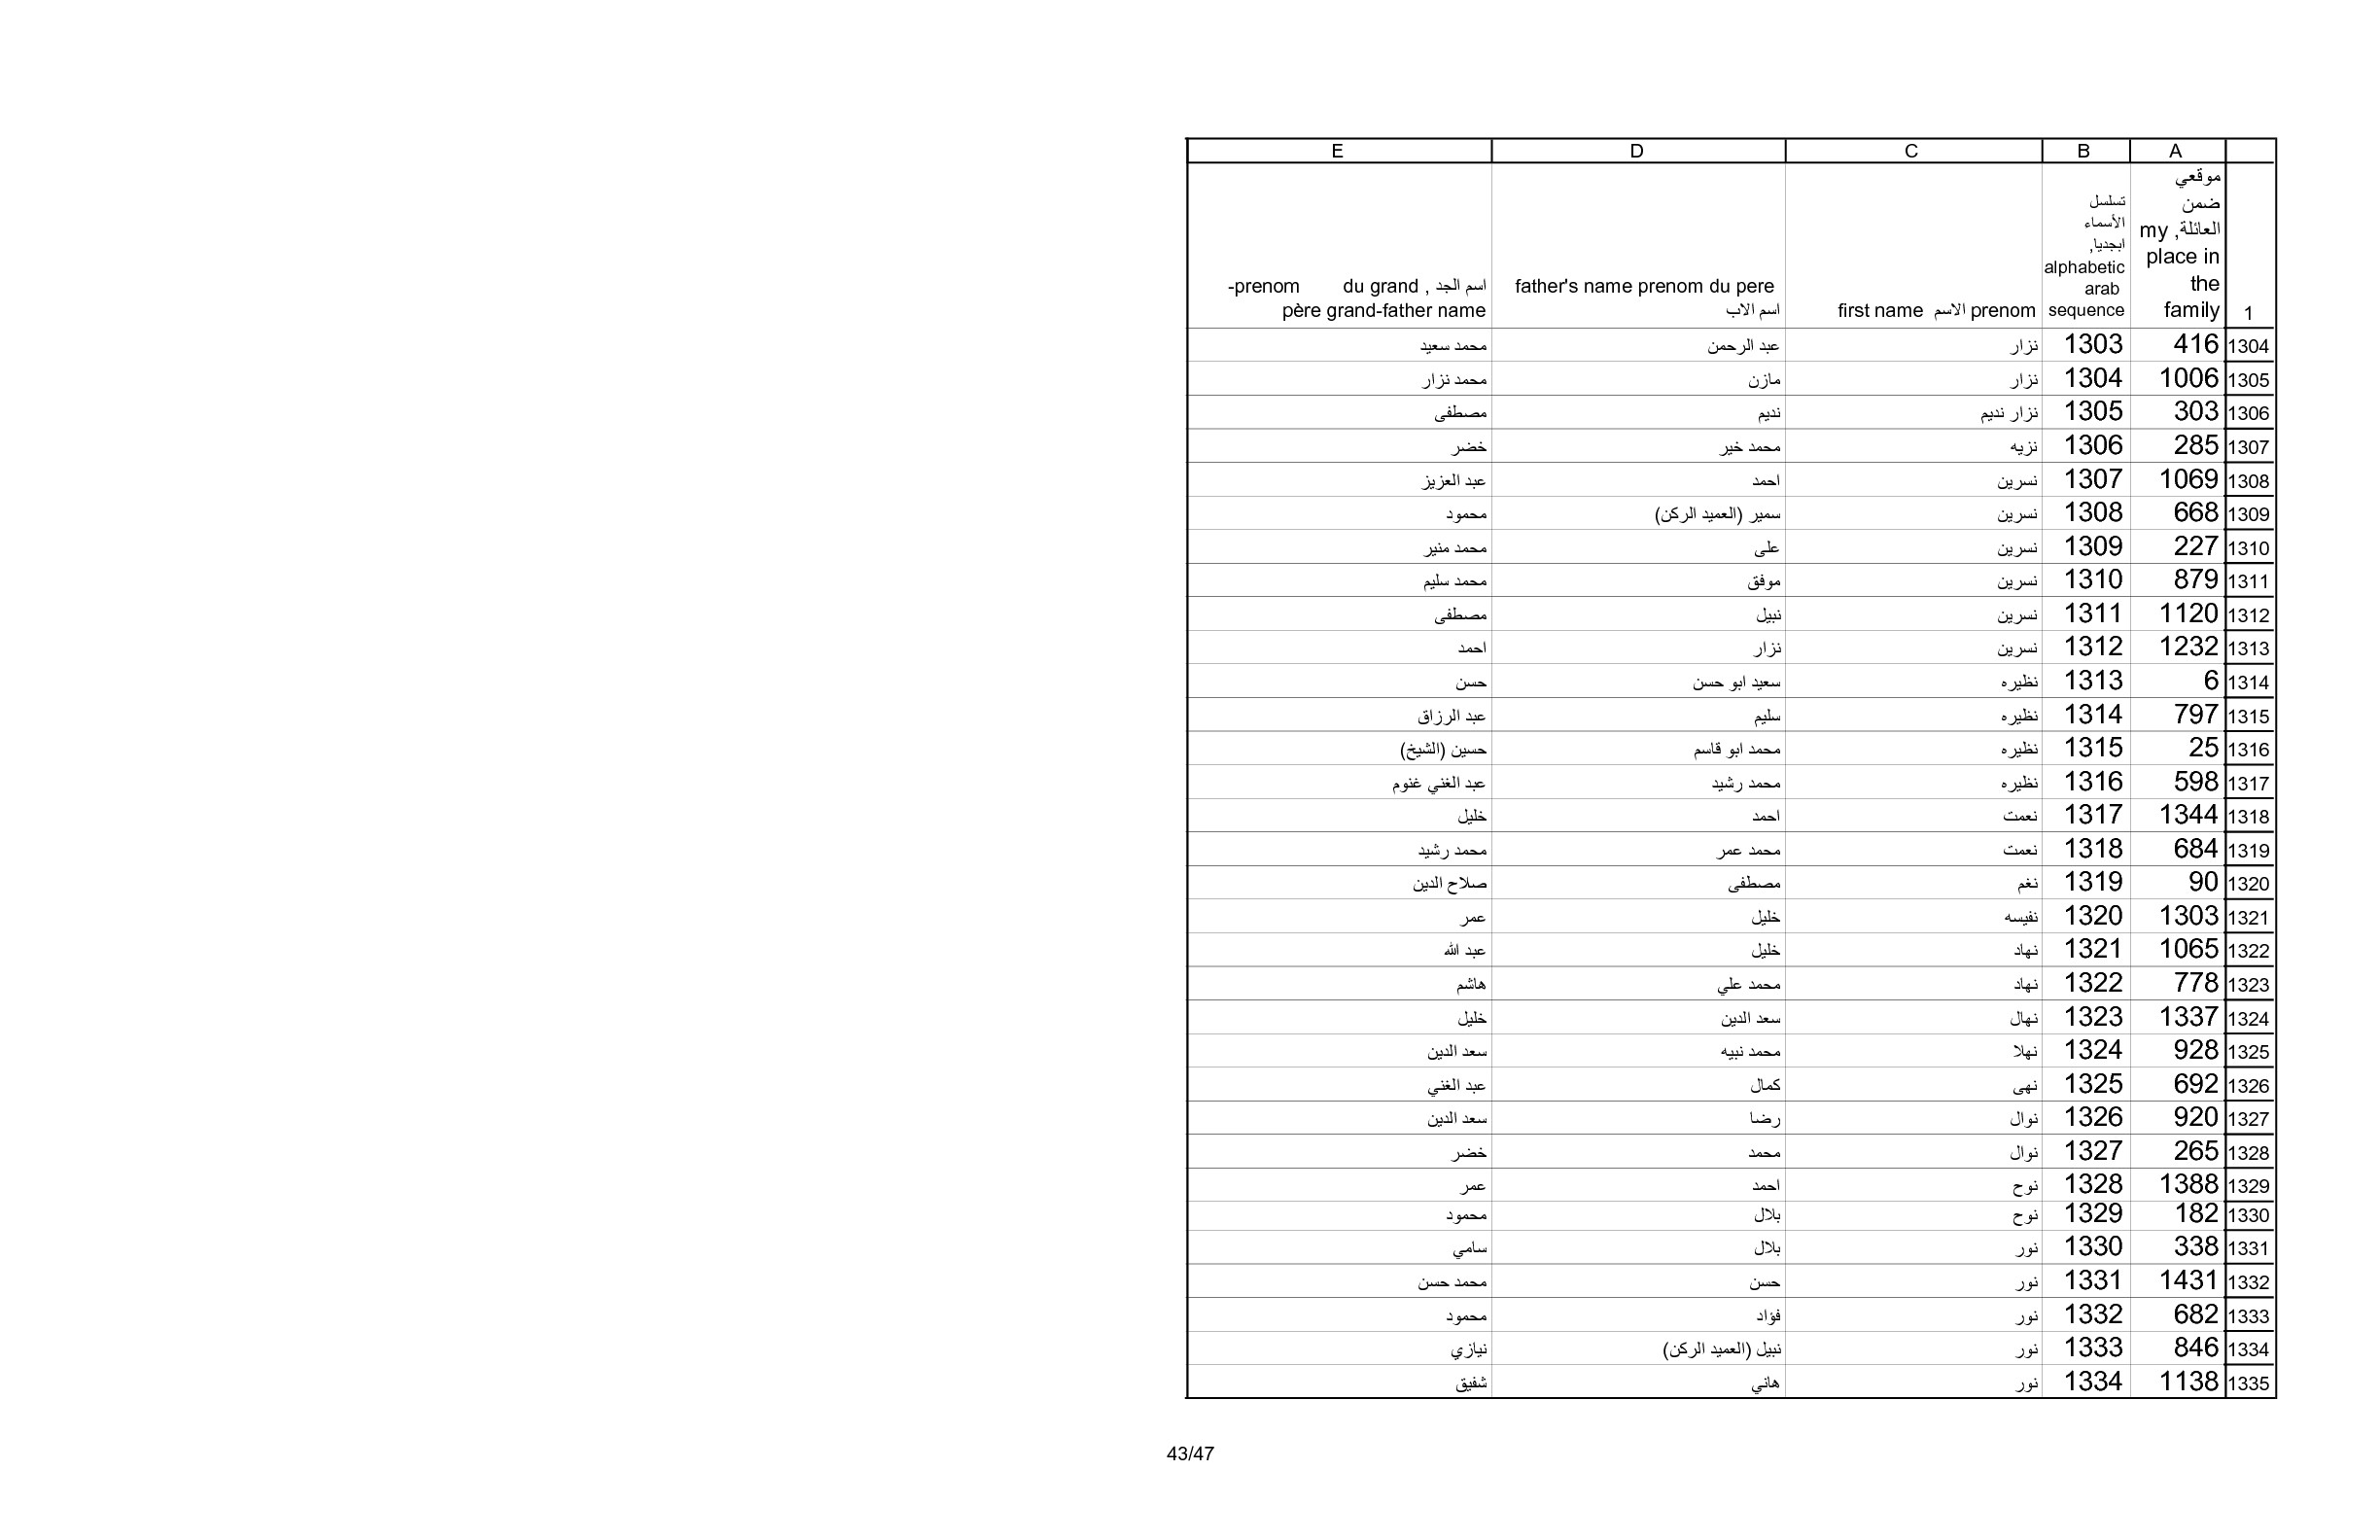 A B C D E
1 موقعي ضمن العائلة, my place in the family تسلسل الأسماء ابجديا, alphabetic arab sequence first name الاسم prenom father's name prenom du pere اسم الاب اسم الجد , du grand -prenom père grand-father name
1304 416 1303 نزار عبد الرحمن محمد سعيد
1305 1006 1304 نزار مازن محمد نزار
1306 303 1305 نزار نديم نديم مصطفى
1307 285 1306 نزيه محمد خير خضر
1308 1069 1307 نسرين احمد عبد العزيز
1309 668 1308 نسرين سمير (العميد الركن) محمود
1310 227 1309 نسرين على محمد منير
1311 879 1310 نسرين موفق محمد سليم
1312 1120 1311 نسرين نبيل مصطفى
1313 1232 1312 نسرين نزار احمد
1314 6 1313 نظيره سعيد ابو حسن حسن
1315 797 1314 نظيره سليم عبد الرزاق
1316 25 1315 نظيره محمد ابو قاسم حسين (الشيخ)
1317 598 1316 نظيره محمد رشيد عبد الغني غنوم
1318 1344 1317 نعمت احمد خليل
1319 684 1318 نعمت محمد عمر محمد رشيد
1320 90 1319 نغم مصطفى صلاح الدين
1321 1303 1320 نفيسه خليل عمر
1322 1065 1321 نهاد خليل عبد الله
1323 778 1322 نهاد محمد علي هاشم
1324 1337 1323 نهال سعد الدين خليل
1325 928 1324 نهلا محمد نبيه سعد الدين
1326 692 1325 نهى كمال عبد الغني
1327 920 1326 نوال رضا سعد الدين
1328 265 1327 نوال محمد خضر
1329 1388 1328 نوح احمد عمر
1330 182 1329 نوح بلال محمود
1331 338 1330 نور بلال سامي
1332 1431 1331 نور حسن محمد حسن
1333 682 1332 نور فؤاد محمود
1334 846 1333 نور نبيل (العميد الركن) نيازي
1335 1138 1334 نور هاني شفيق
43/47